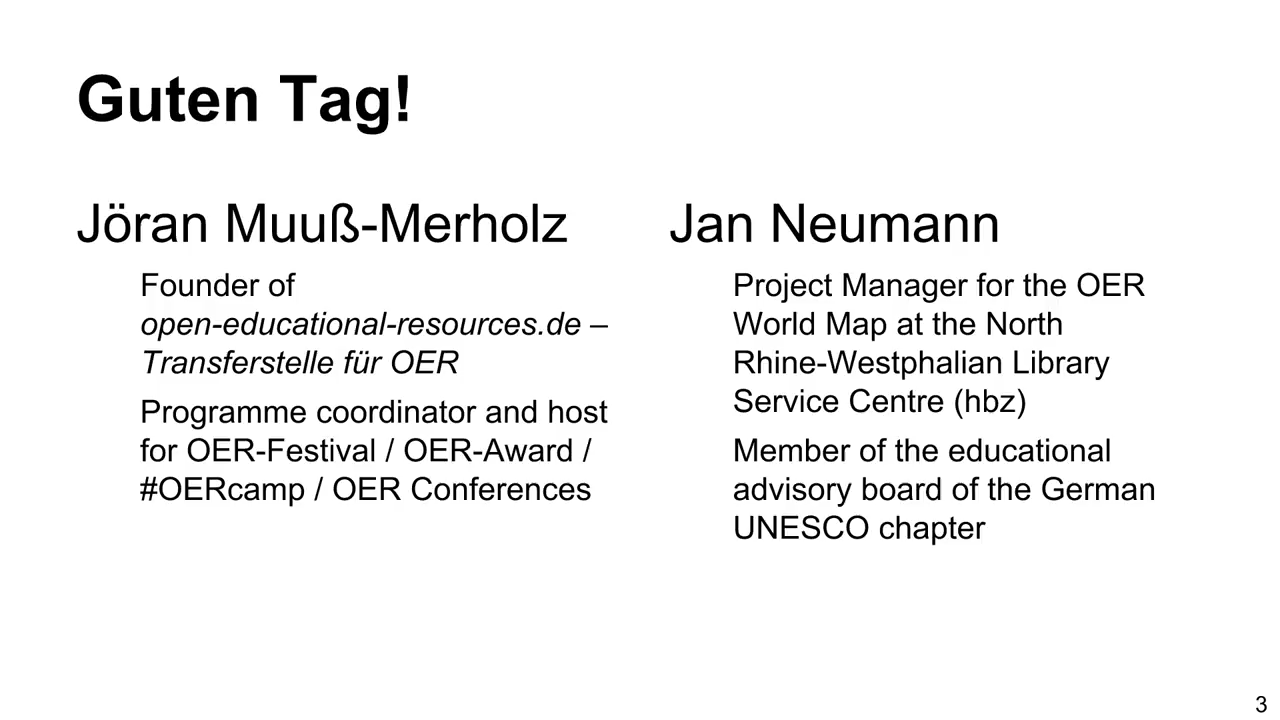 Guten Tag!
Jöran Muuß-Merholz
Founder of
open-educational-resources.de –
Transferstelle für OER
Programme coordinator and host
for OER-Festival / OER-Award /
#OERcamp / OER Conferences
Jan Neumann
Project Manager for the OER
World Map at the North
Rhine-Westphalian Library
Service Centre (hbz)
Member of the educational
advisory board of the German
UNESCO chapter
3